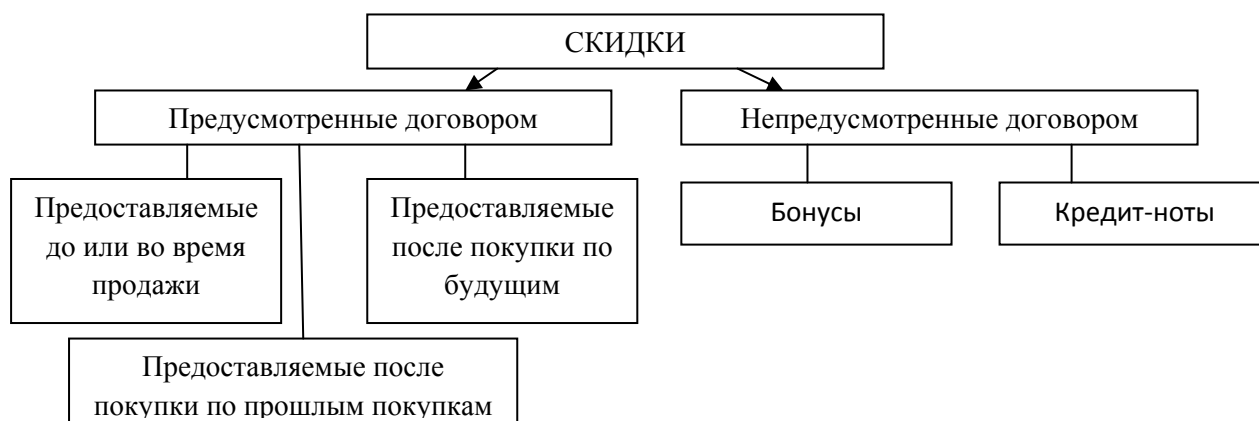 СКИДКИ
Предусмотренные договором
Непредусмотренные договором
Предоставляемые
до или во время
продажи
Предоставляемые
после покупки по
будущим
Бонусы
Кредит-ноты
Предоставляемые после
покупки по прошлым покупкам